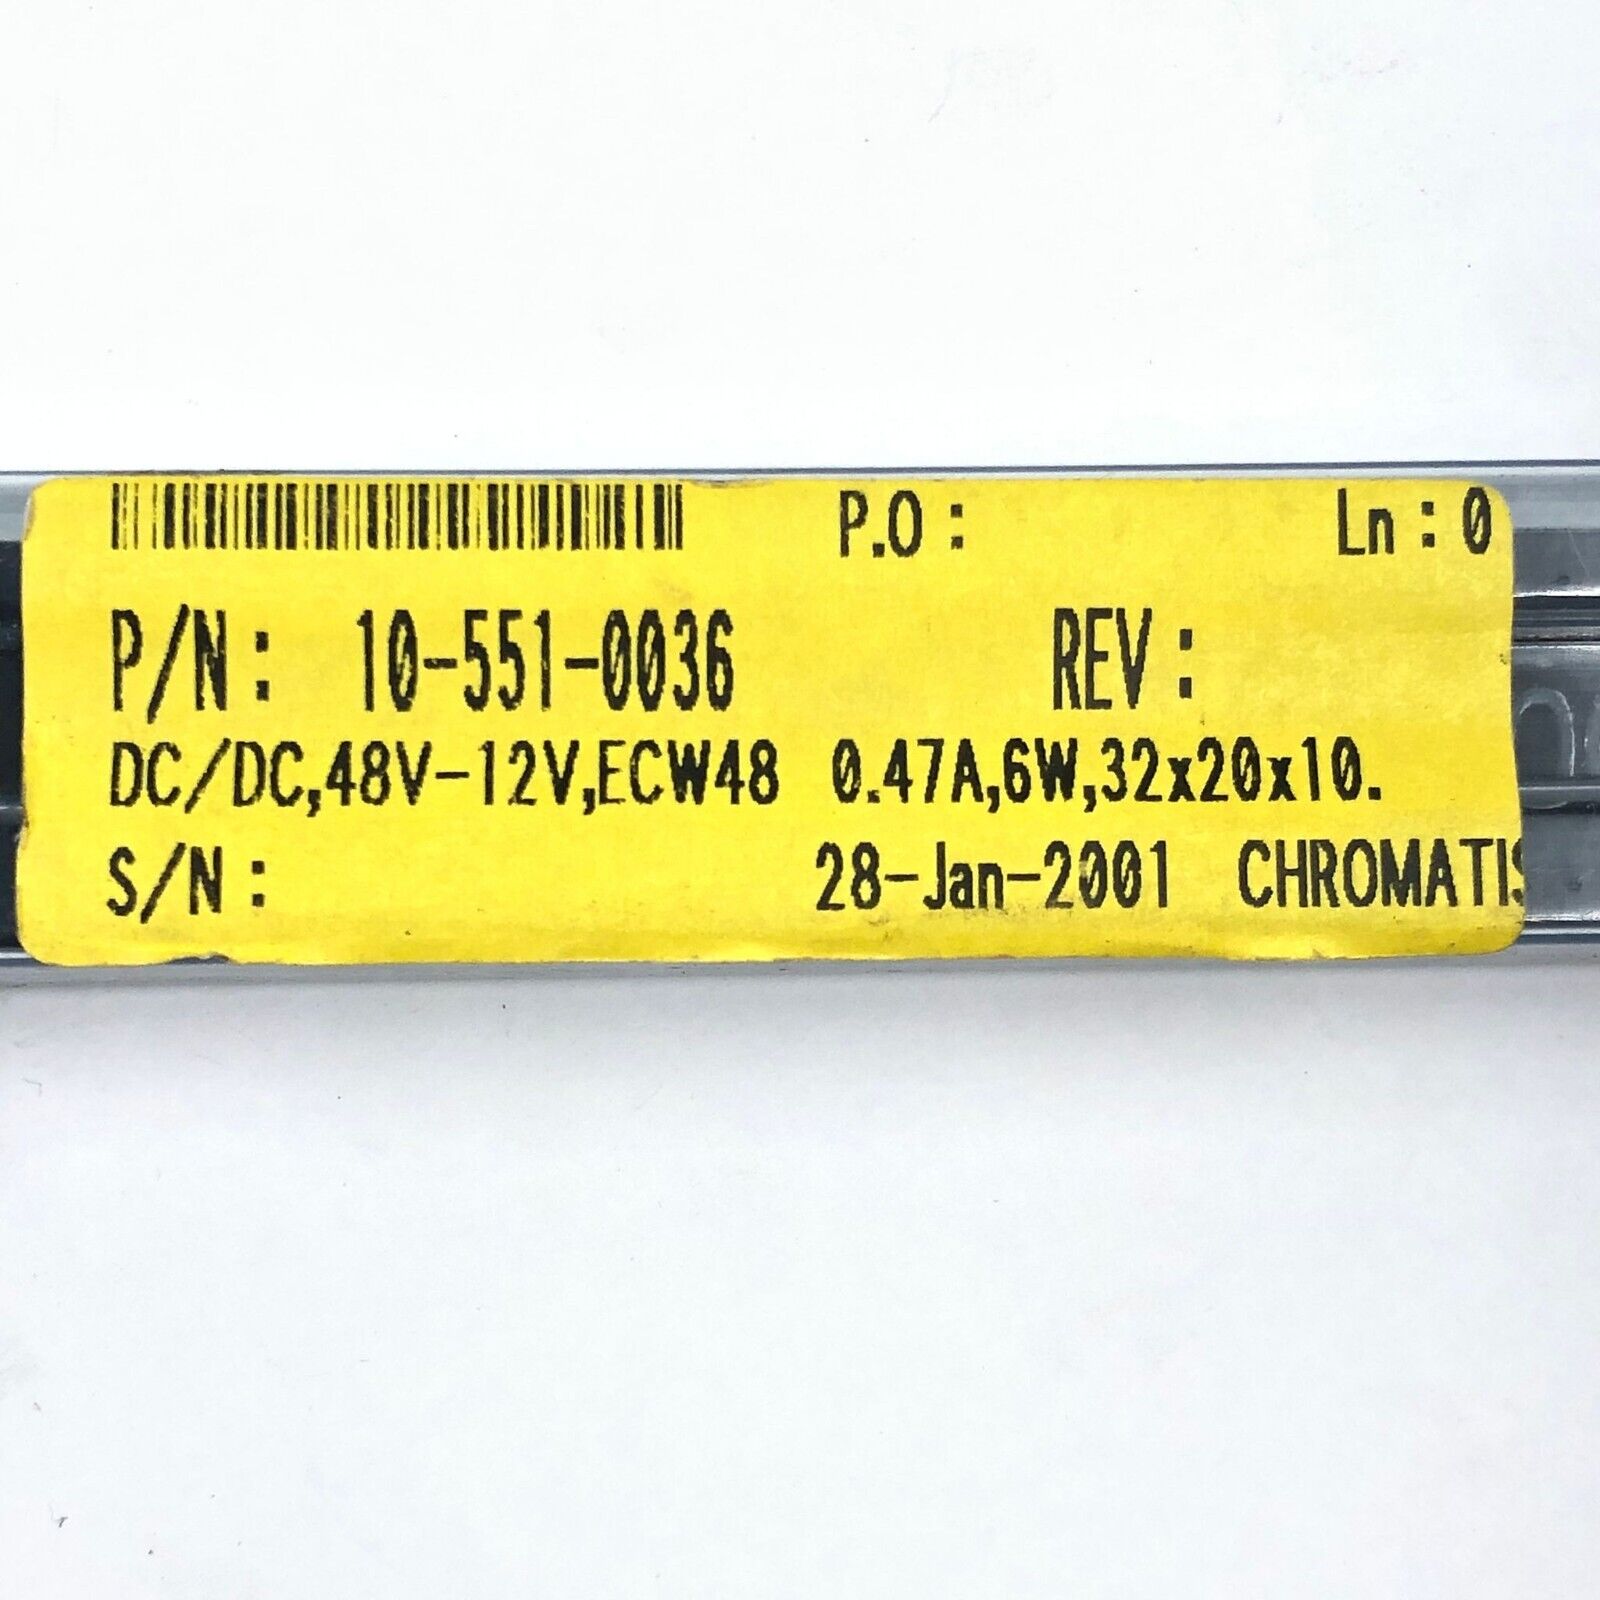 P.O : Ln : 0
P/N : 10-551-0036 REV :
DC/DC,48V-12V,ECW48 0.47A,6W,32x20x10.
S/N : 28-Jan-2001 CHROMATIS